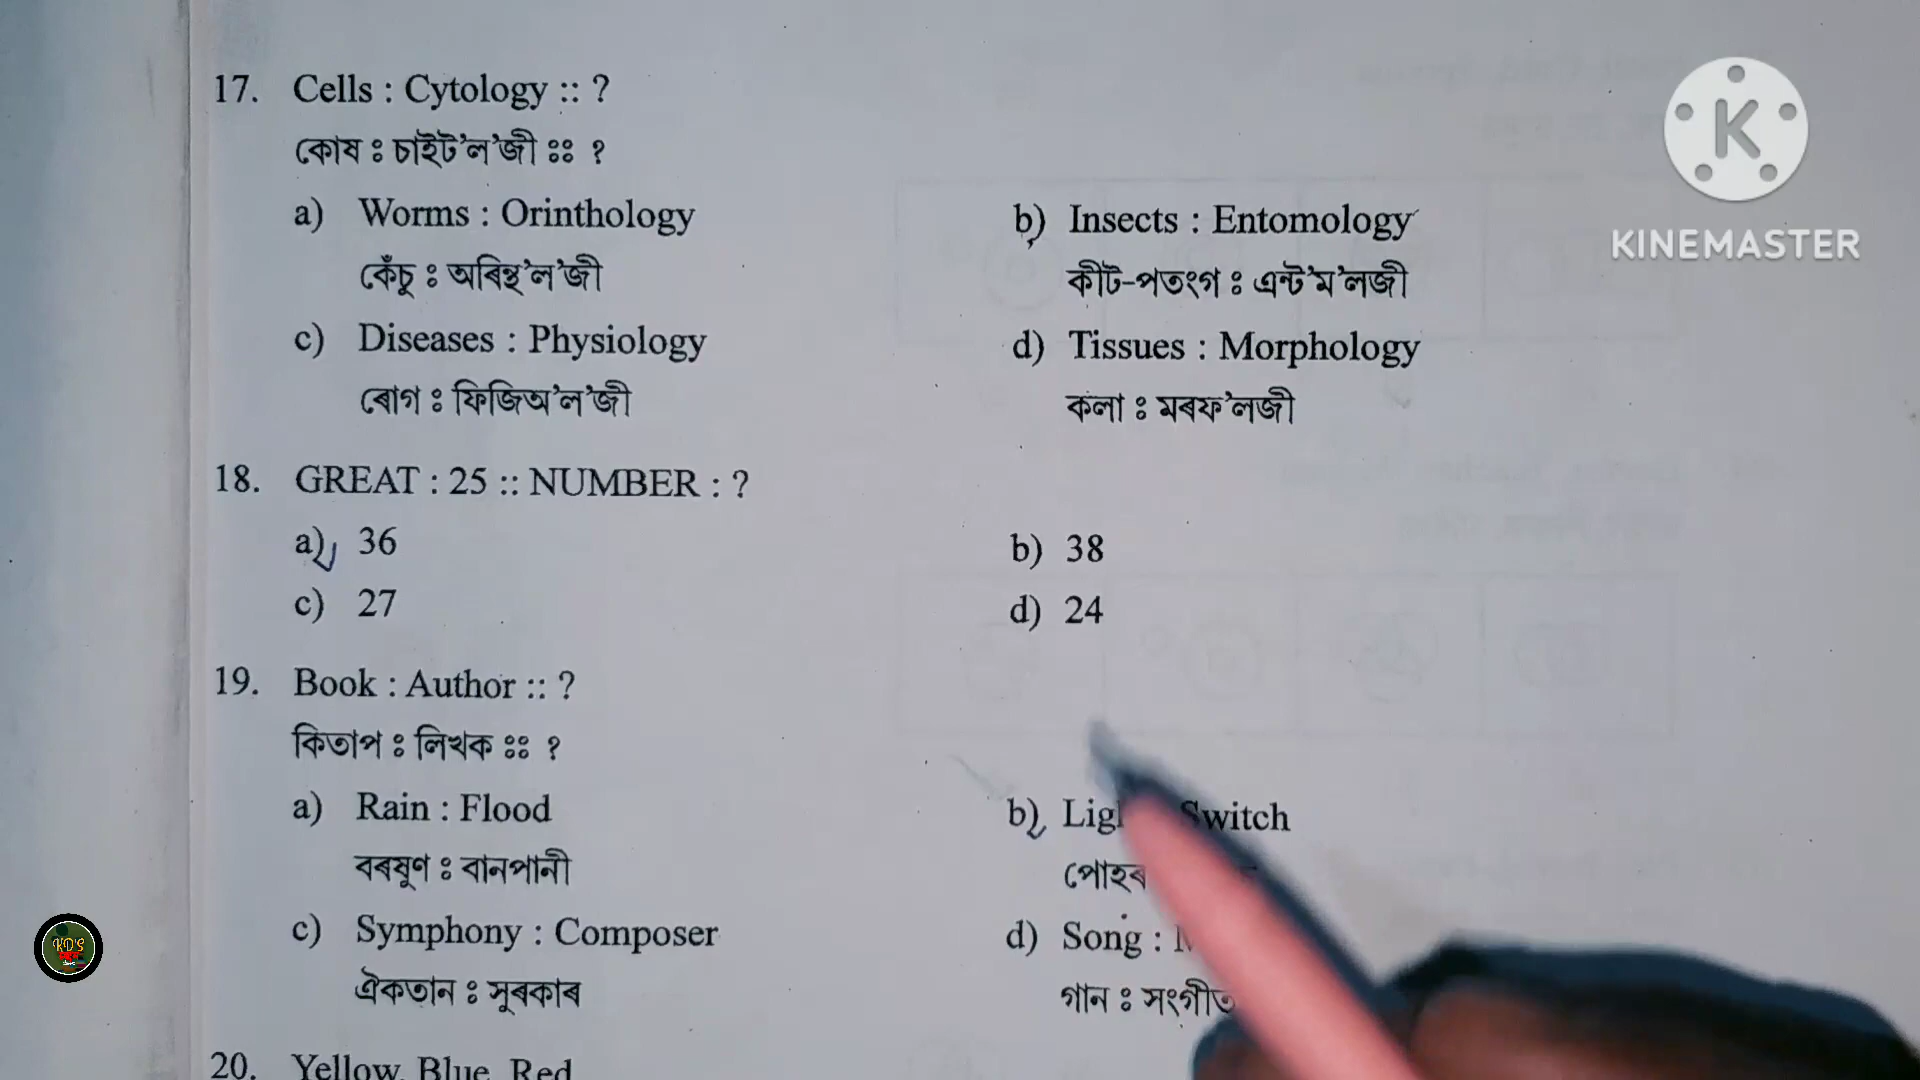 17. Cells : Cytology :: ?
কোষ ঃ চাইট'ল'জী ঃঃ ?
a) Worms : Orinthology
b) Insects : Entomology
কেঁচু ঃ অৰিন্থ'ল'জী
কীট-পতংগ ঃ এন্ট'ম'লজী
c) Diseases : Physiology
d) Tissues : Morphology
ৰোগ ঃ ফিজিঅ'ল'জী
কলা ঃ মৰফ'লজী
18. GREAT : 25 :: NUMBER : ?
a) 36
b) 38
c) 27
d) 24
19. Book : Author :: ?
কিতাপ ঃ লিখক ঃঃ ?
a) Rain : Flood
b) Switch
বৰষুণ ঃ বানপানী
c) Symphony : Composer
d) Song :
ঐকতান ঃ সুৰকাৰ
গান ঃ
20. Yellow, Blue, Red
K
KINEMASTER
KD'S